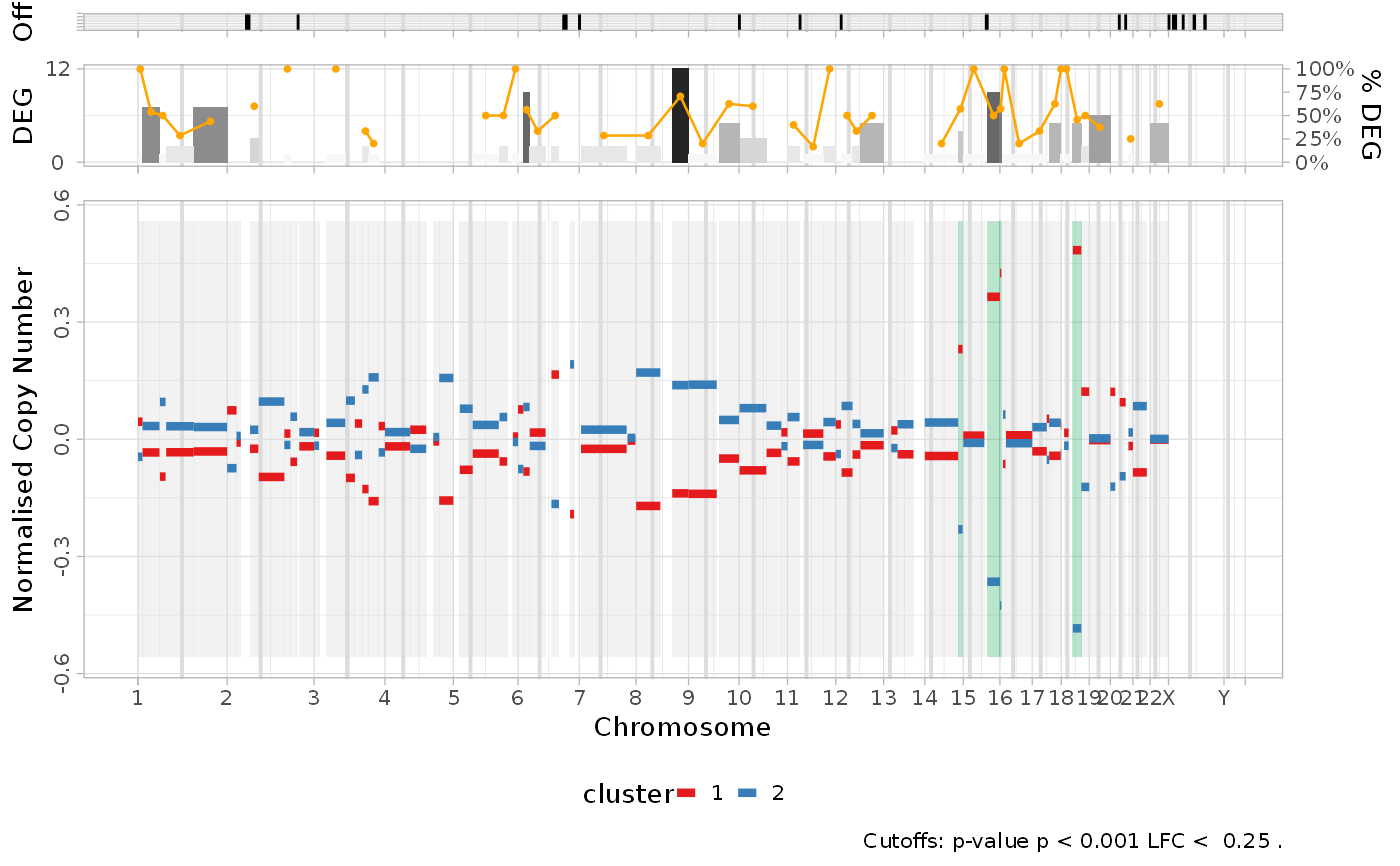 Off
DEG
12
0
100%
75%
50%
25%
0%
% DEG
Normalised Copy Number
0.6
0.3
0.0
-0.3
-0.6
1 2 3 4 5 6 7 8 9 10 11 12 13 14 15 16 17 18 19 20 21 22 X Y
Chromosome
cluster 1 2
Cutoffs: p-value p < 0.001 LFC < 0.25 .